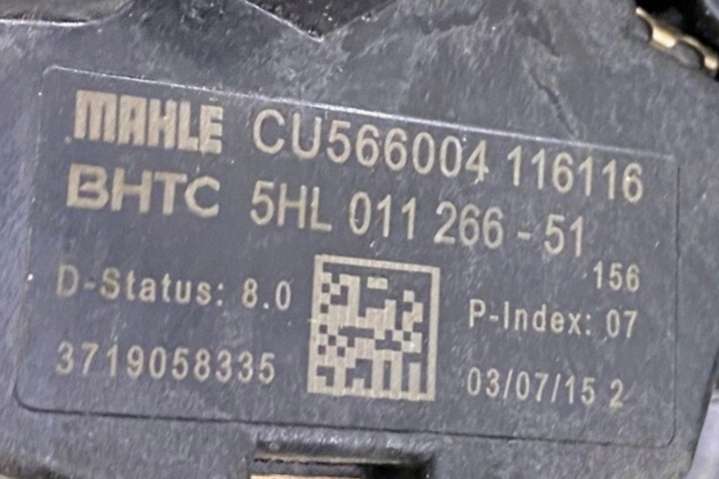 MAHLE CU566004 116116
BHTC 5HL 011 266 - 51
156
D-Status: 8.0 P-Index: 07
3719058335 03/07/15 2